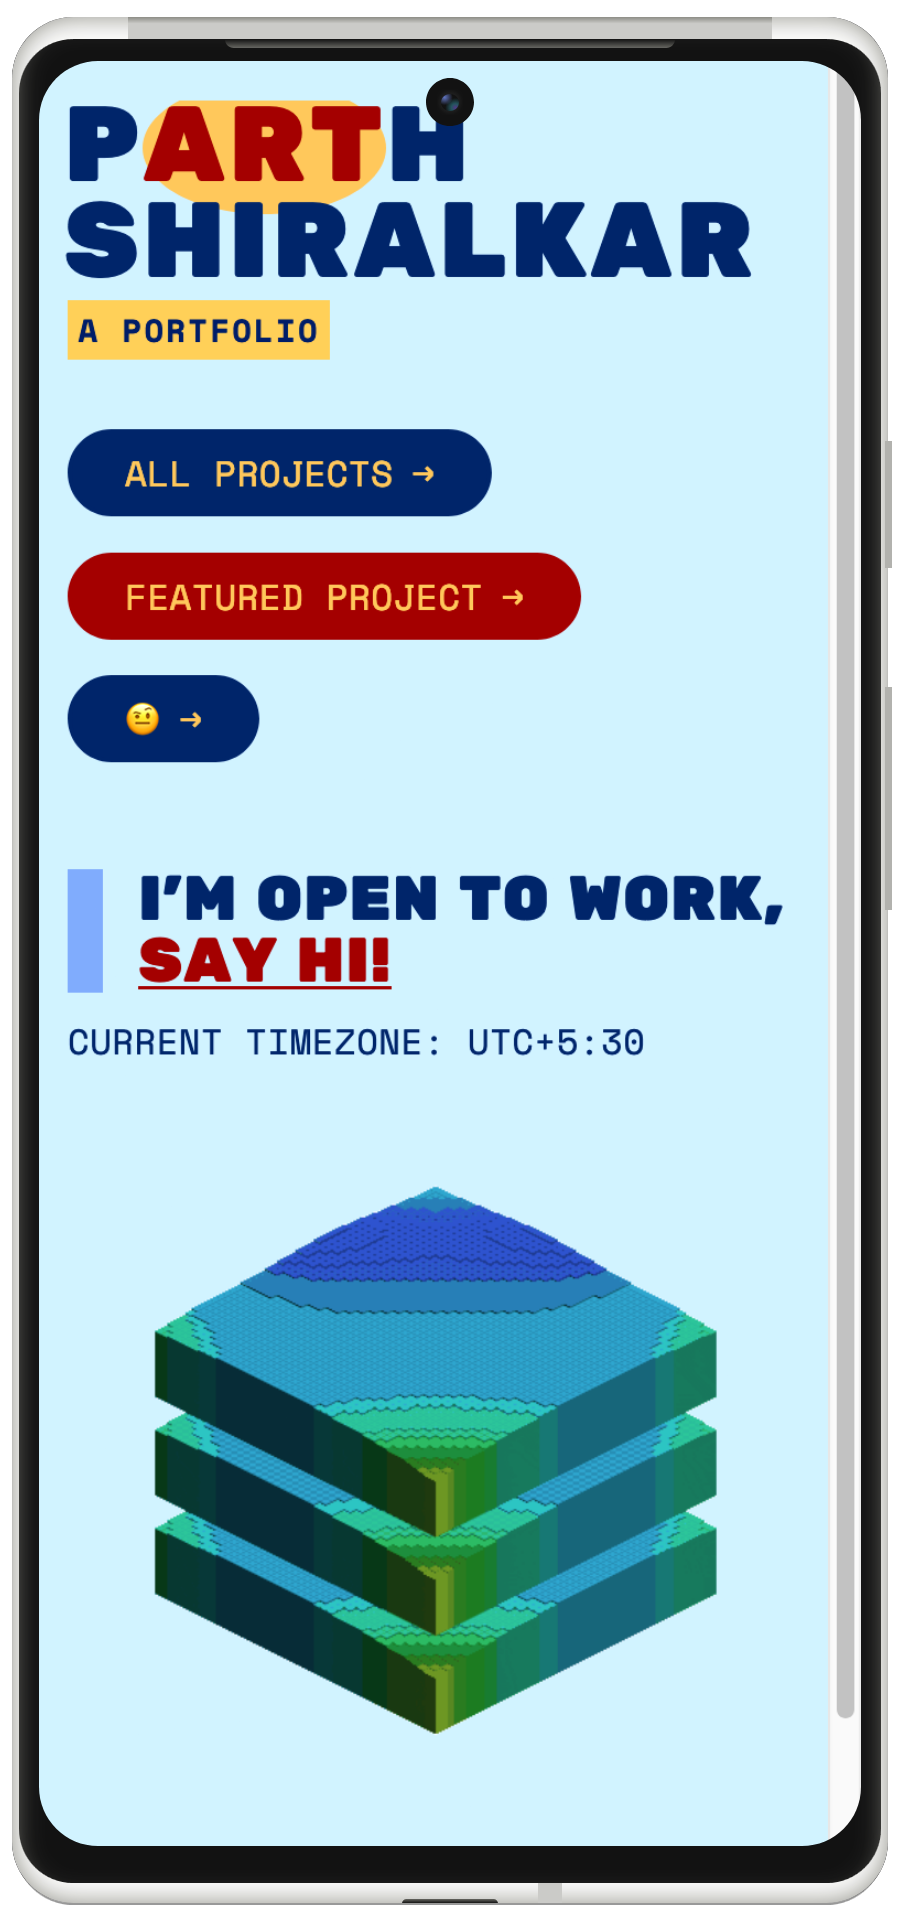 PARTH
SHIRALKAR
A PORTFOLIO
ALL PROJECTS →
FEATURED PROJECT →
🤨 →
I'M OPEN TO WORK,
SAY HI!
CURRENT TIMEZONE: UTC+5:30